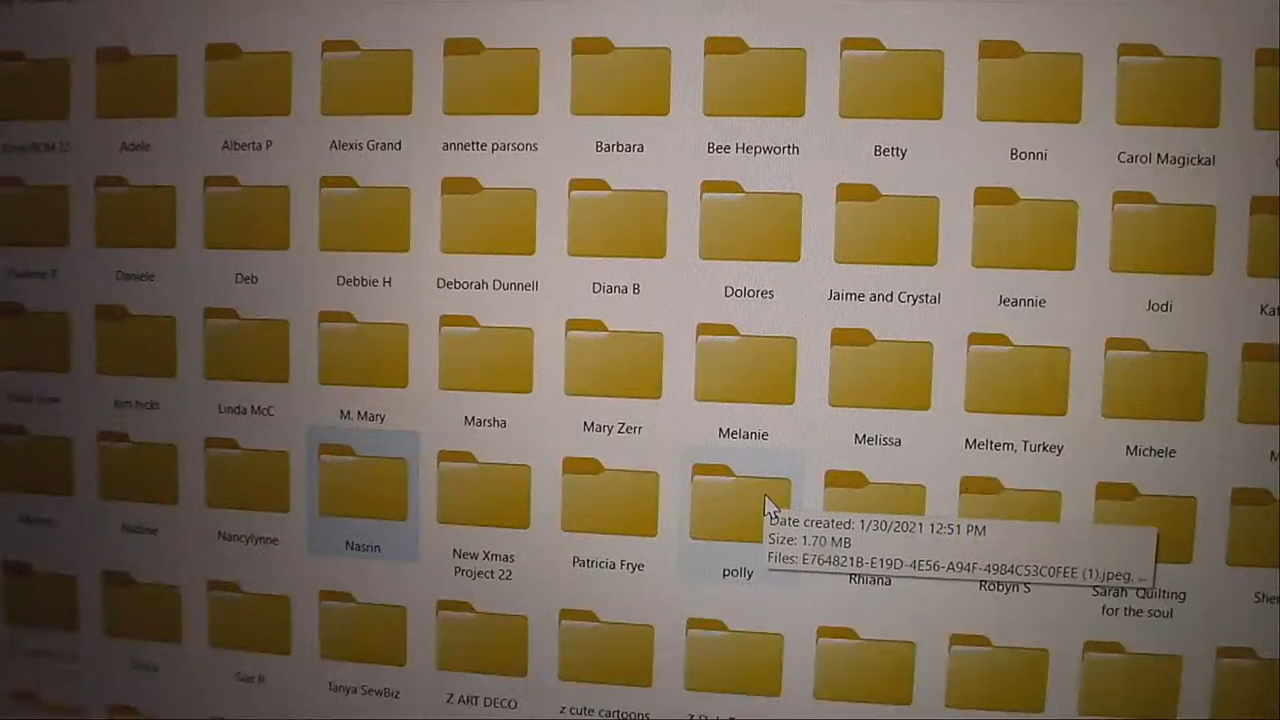 Adele
Alberta P
Alexis Grand
annette parsons
Barbara
Bee Hepworth
Betty
Bonni
Carol Magickal
Daniele
Deb
Debbie H
Deborah Dunnell
Diana B
Dolores
Jaime and Crystal
Jeannie
Jodi
kim hicks
Linda McC
M. Mary
Marsha
Mary Zerr
Melanie
Melissa
Meltem, Turkey
Michele
Nadine
Nancylynne
Nasrin
New Xmas
Project 22
Patricia Frye
polly
Date created: 1/30/2021 12:51 PM
Size: 1.70 MB
Files: E764821B-E19D-4E56-A94F-4984C53C0FEE (1).jpeg, ...
Rhiana
Robyn S
Sarah Quilting
for the soul
Sue R
Tanya SewBiz
Z ART DECO
z cute cartoons